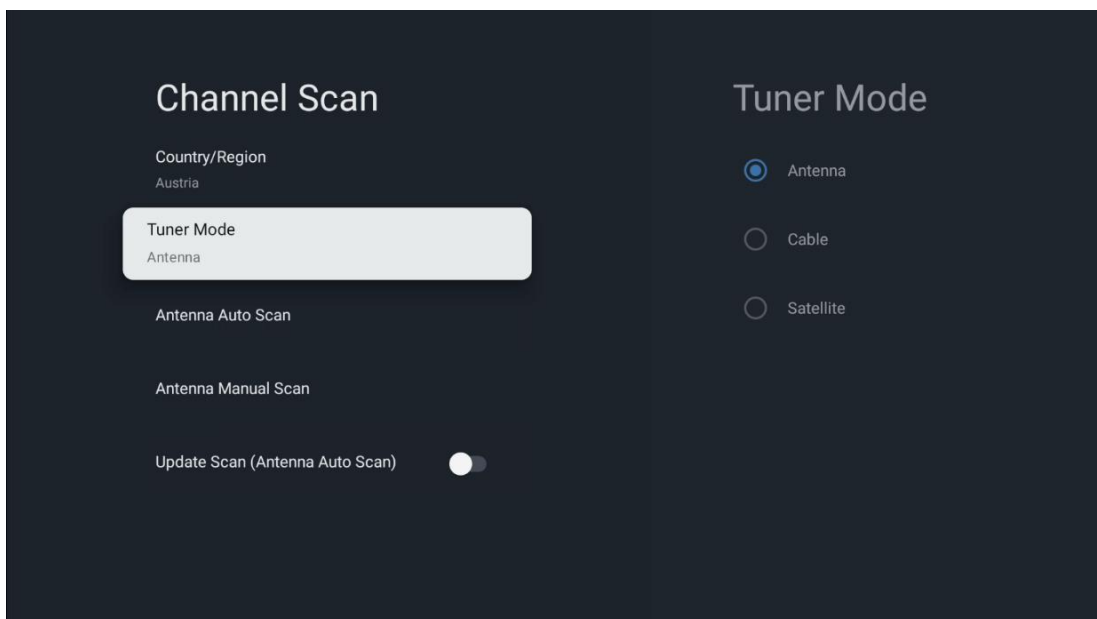 Channel Scan
Country/Region
Austria
Tuner Mode
Antenna
Antenna Auto Scan
Antenna Manual Scan
Update Scan (Antenna Auto Scan)
Tuner Mode
Antenna
Cable
Satellite